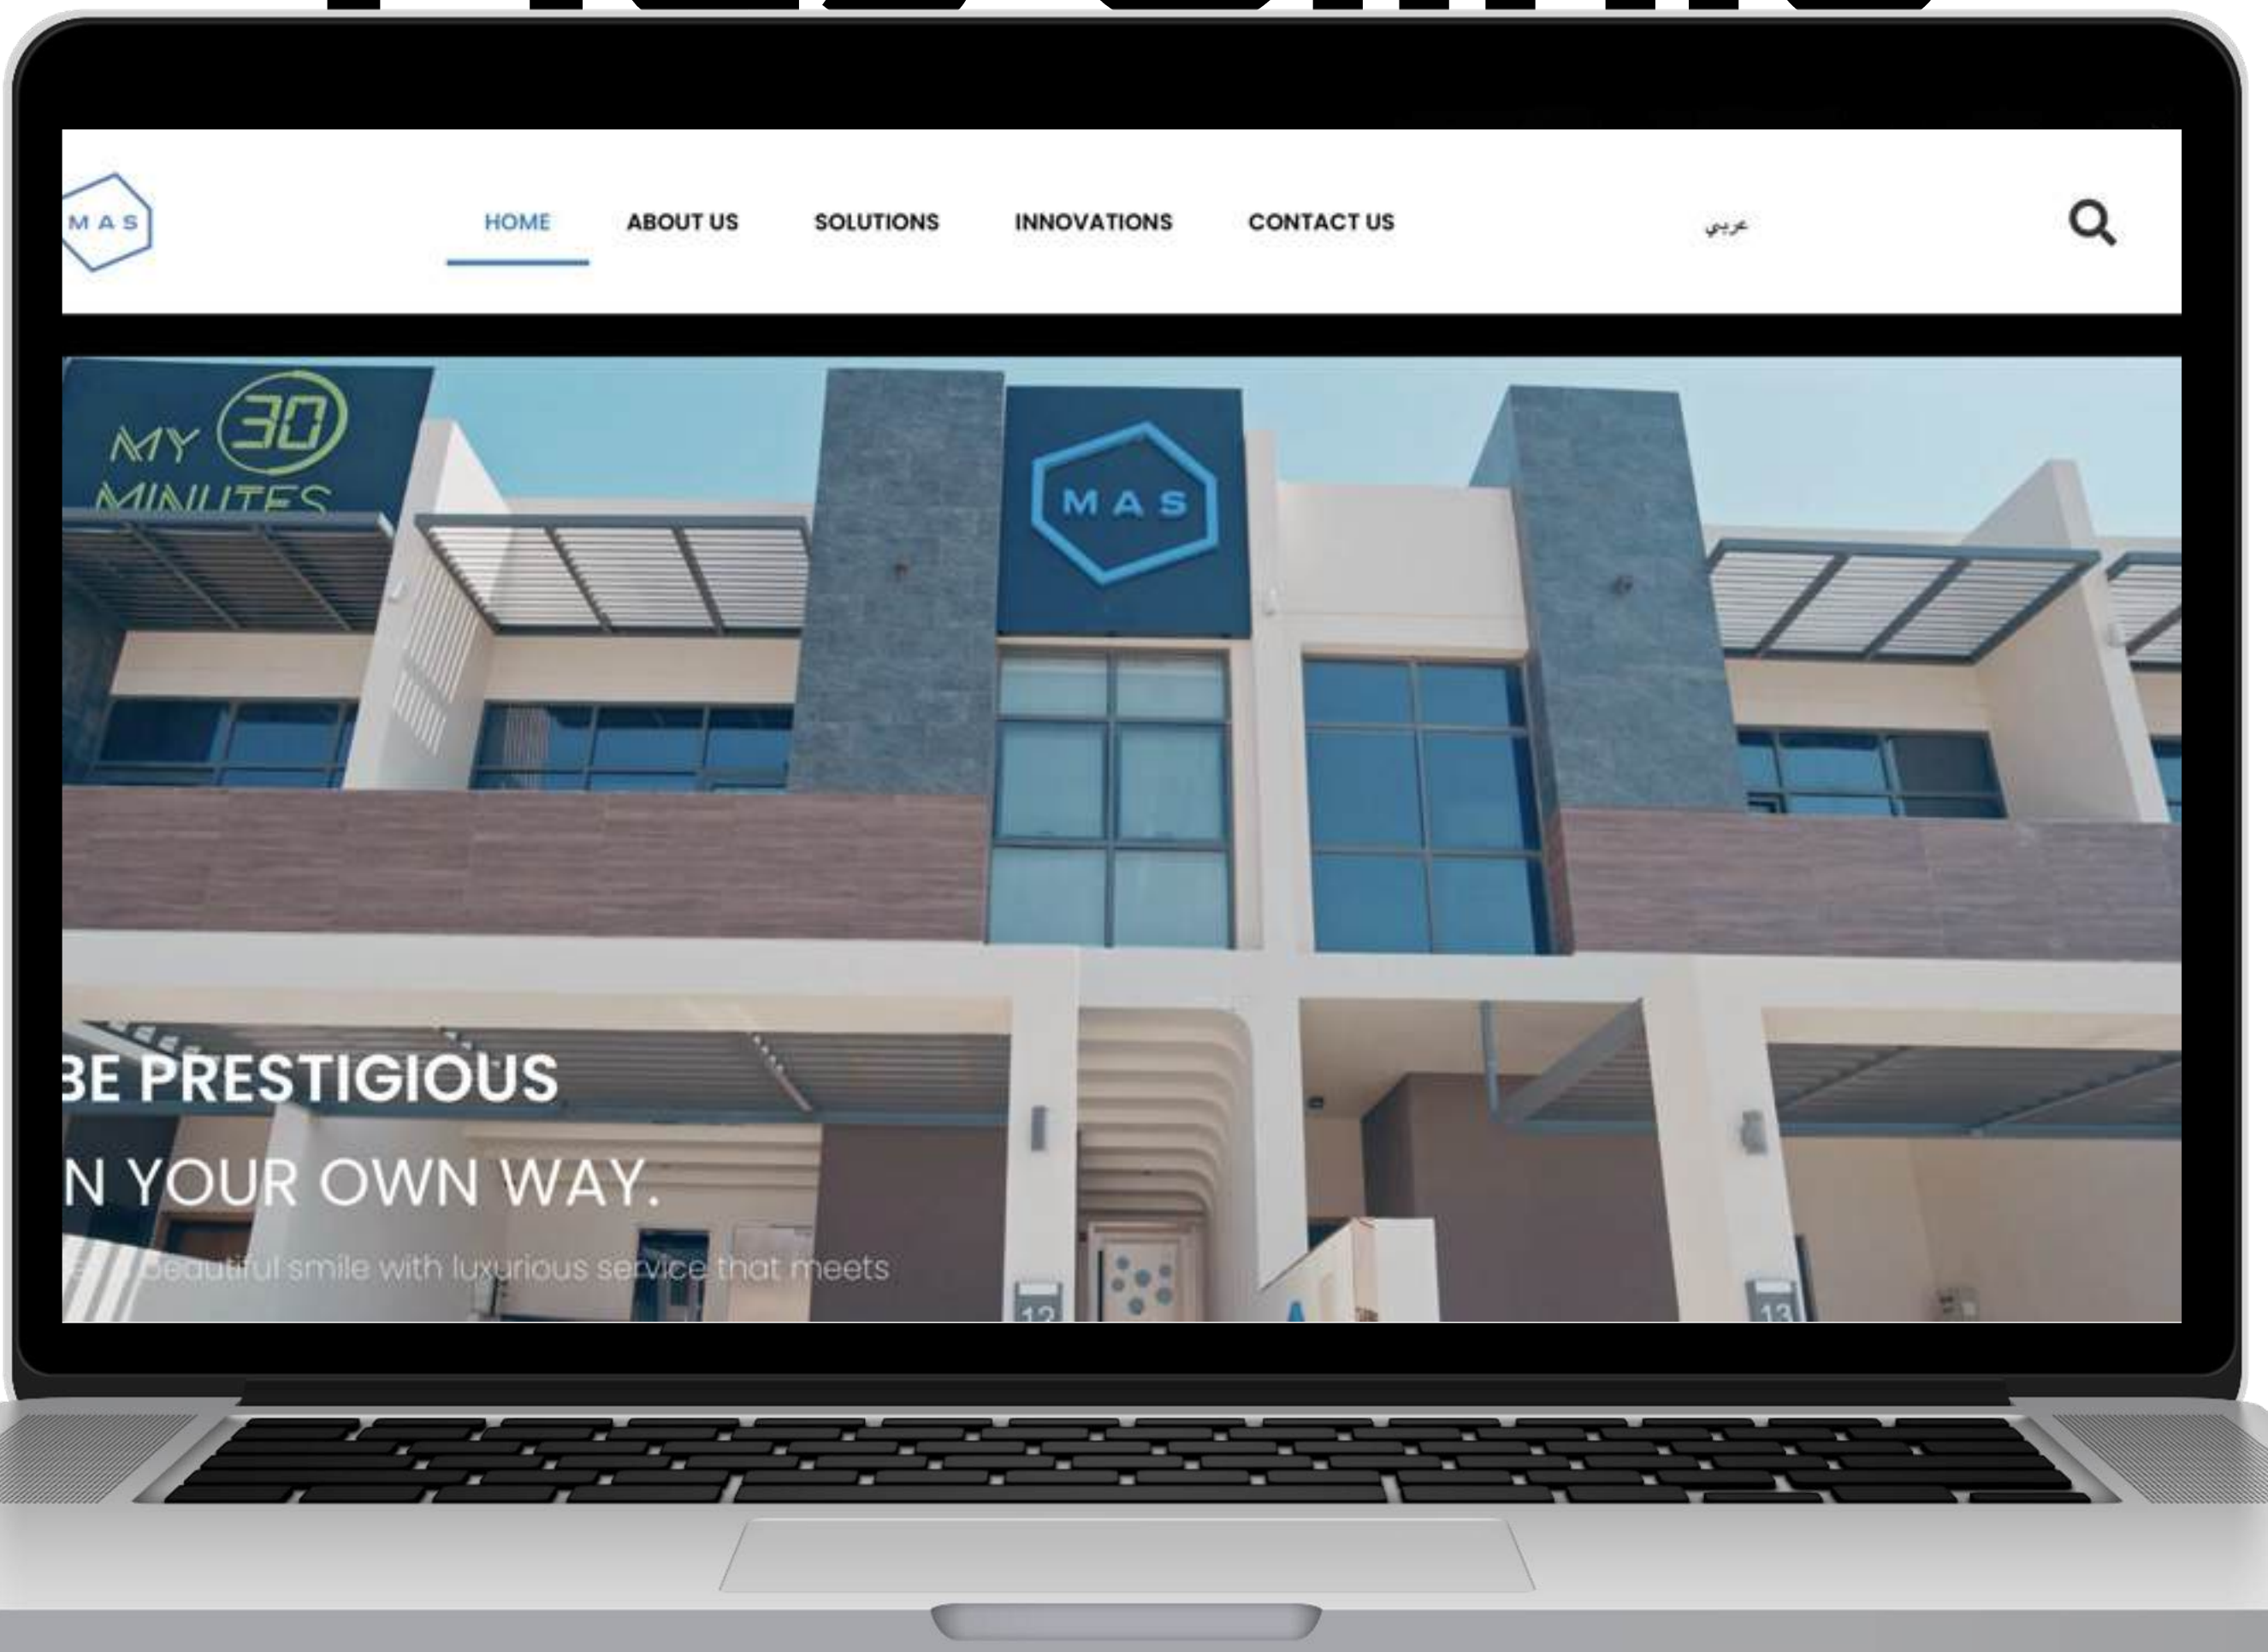 MAS
HOME ABOUT US SOLUTIONS INNOVATIONS CONTACT US عربي
MY 30
MINUTES
MAS
BE PRESTIGIOUS
N YOUR OWN WAY.
beautiful smile with luxurious service that meets
12
13